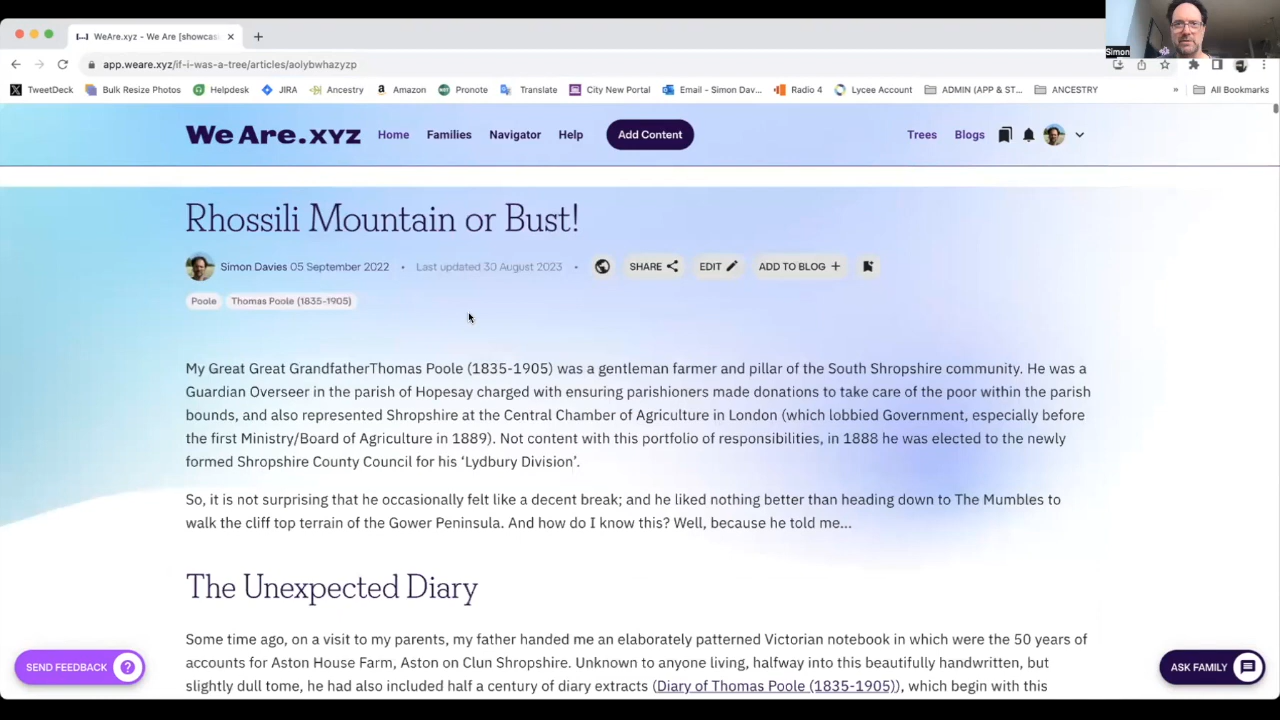 WeAre.xyz - We Are [showcas
app.weare.xyz/if-i-was-a-tree/articles/aolybwhazyzp
Simon
TweetDeck Bulk Resize Photos Helpdesk JIRA Ancestry Amazon Pronote Translate City New Portal Email - Simon Dav... Radio 4 Lycee Account ADMIN (APP & ST... ANCESTRY » All Bookmarks
We Are.xyz Home Families Navigator Help Add Content Trees Blogs
Rhossili Mountain or Bust!
Simon Davies 05 September 2022 • Last updated 30 August 2023 • SHARE EDIT ADD TO BLOG +
Poole Thomas Poole (1835-1905)
My Great Great GrandfatherThomas Poole (1835-1905) was a gentleman farmer and pillar of the South Shropshire community. He was a
Guardian Overseer in the parish of Hopesay charged with ensuring parishioners made donations to take care of the poor within the parish
bounds, and also represented Shropshire at the Central Chamber of Agriculture in London (which lobbied Government, especially before
the first Ministry/Board of Agriculture in 1889). Not content with this portfolio of responsibilities, in 1888 he was elected to the newly
formed Shropshire County Council for his ‘Lydbury Division’.
So, it is not surprising that he occasionally felt like a decent break; and he liked nothing better than heading down to The Mumbles to
walk the cliff top terrain of the Gower Peninsula. And how do I know this? Well, because he told me...
The Unexpected Diary
Some time ago, on a visit to my parents, my father handed me an elaborately patterned Victorian notebook in which were the 50 years of
accounts for Aston House Farm, Aston on Clun Shropshire. Unknown to anyone living, halfway into this beautifully handwritten, but
slightly dull tome, he had also included half a century of diary extracts (Diary of Thomas Poole (1835-1905)), which begin with this
SEND FEEDBACK ?
ASK FAMILY